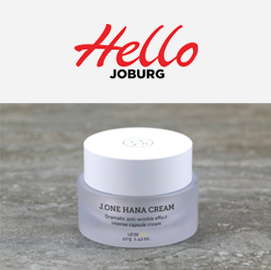 Hello
JOBURG
J.ONE HANA CREAM
Dramatic anti-wrinkle effect
intense capsule cream